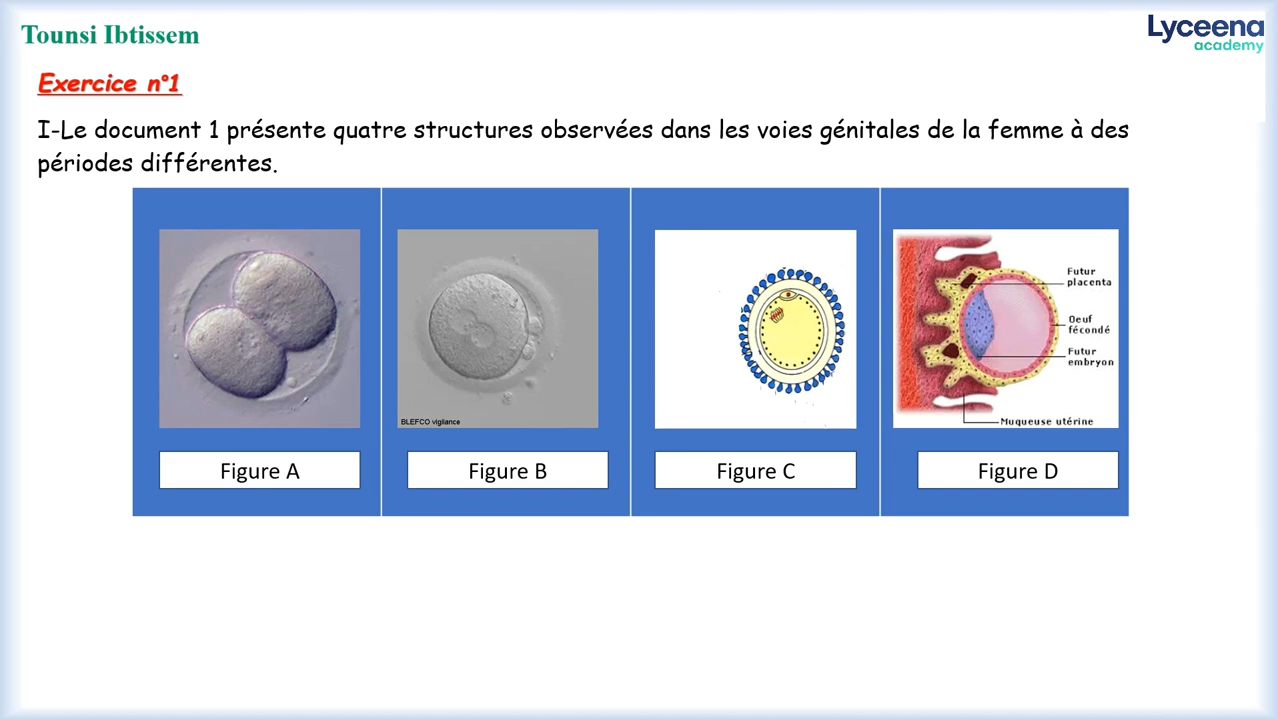 Tounsi Ibtissem
Lyceena
academy
Exercice n°1
I-Le document 1 présente quatre structures observées dans les voies génitales de la femme à des
périodes différentes.
BLEFCO vigilance
Futur
placenta
Oeuf
fécondé
Futur
embryon
Muqueuse utérine
Figure A
Figure B
Figure C
Figure D